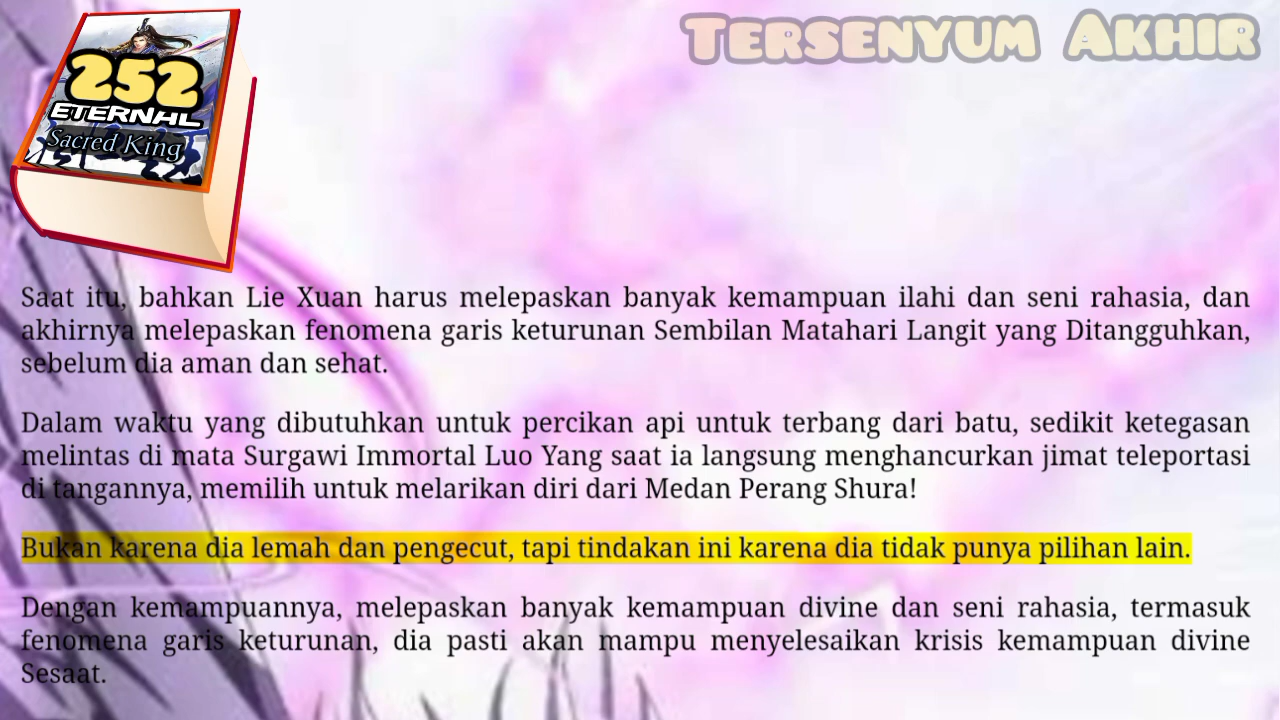 Tersenyum Akhir
252
ETERNAL
Sacred King
Saat itu, bahkan Lie Xuan harus melepaskan banyak kemampuan ilahi dan seni rahasia, dan
akhirnya melepaskan fenomena garis keturunan Sembilan Matahari Langit yang Ditangguhkan,
sebelum dia aman dan sehat.
Dalam waktu yang dibutuhkan untuk percikan api untuk terbang dari batu, sedikit ketegasan
melintas di mata Surgawi Immortal Luo Yang saat ia langsung menghancurkan jimat teleportasi
di tangannya, memilih untuk melarikan diri dari Medan Perang Shura!
Bukan karena dia lemah dan pengecut, tapi tindakan ini karena dia tidak punya pilihan lain.
Dengan kemampuannya, melepaskan banyak kemampuan divine dan seni rahasia, termasuk
fenomena garis keturunan, dia pasti akan mampu menyelesaikan krisis kemampuan divine
Sesaat.